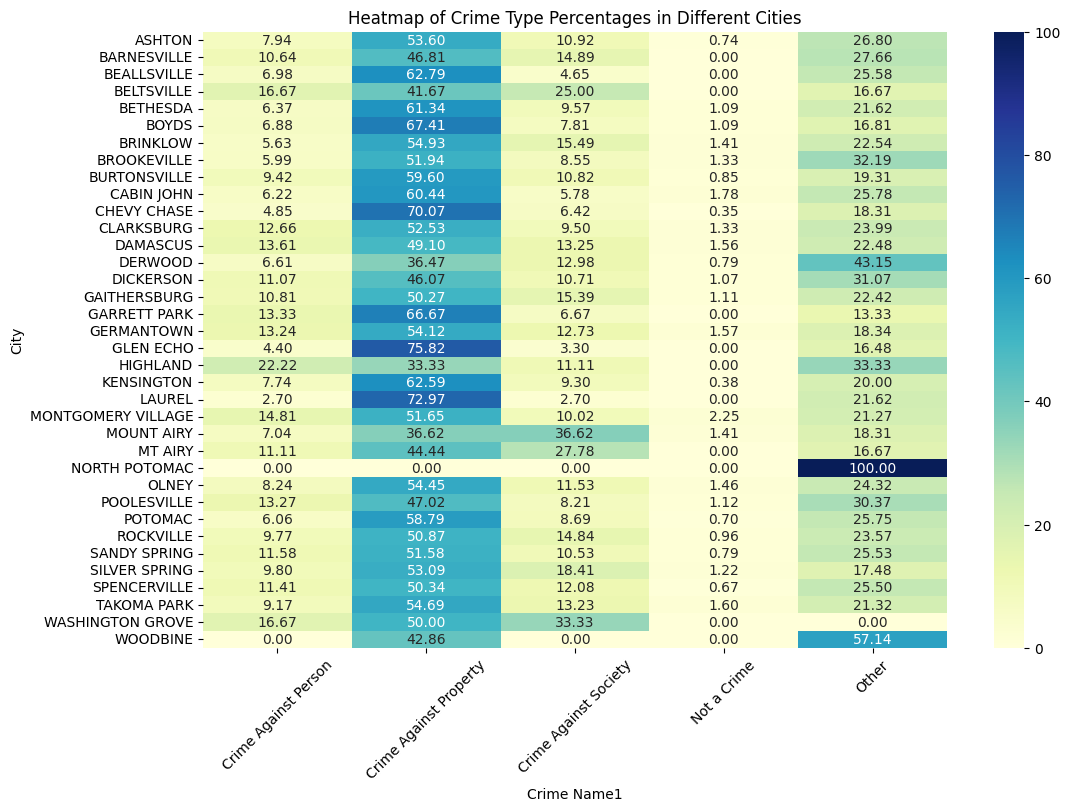 Heatmap of Crime Type Percentages in Different Cities
ASHTON 7.94 53.60 10.92 0.74 26.80
BARNESVILLE 10.64 46.81 14.89 0.00 27.66
BEALLSVILLE 6.98 62.79 4.65 0.00 25.58
BELTSVILLE 16.67 41.67 25.00 0.00 16.67
BETHESDA 6.37 61.34 9.57 1.09 21.62
BOYDS 6.88 67.41 7.81 1.09 16.81
BRINKLOW 5.63 54.93 15.49 1.41 22.54
BROOKEVILLE 5.99 51.94 8.55 1.33 32.19
BURTONSVILLE 9.42 59.60 10.82 0.85 19.31
CABIN JOHN 6.22 60.44 5.78 1.78 25.78
CHEVY CHASE 4.85 70.07 6.42 0.35 18.31
CLARKSBURG 12.66 52.53 9.50 1.33 23.99
DAMASCUS 13.61 49.10 13.25 1.56 22.48
DERWOOD 6.61 36.47 12.98 0.79 43.15
DICKERSON 11.07 46.07 10.71 1.07 31.07
GAITHERSBURG 10.81 50.27 15.39 1.11 22.42
GARRETT PARK 13.33 66.67 6.67 0.00 13.33
GERMANTOWN 13.24 54.12 12.73 1.57 18.34
GLEN ECHO 4.40 75.82 3.30 0.00 16.48
HIGHLAND 22.22 33.33 11.11 0.00 33.33
KENSINGTON 7.74 62.59 9.30 0.38 20.00
LAUREL 2.70 72.97 2.70 0.00 21.62
MONTGOMERY VILLAGE 14.81 51.65 10.02 2.25 21.27
MOUNT AIRY 7.04 36.62 36.62 1.41 18.31
MT AIRY 11.11 44.44 27.78 0.00 16.67
NORTH POTOMAC 0.00 0.00 0.00 0.00 100.00
OLNEY 8.24 54.45 11.53 1.46 24.32
POOLESVILLE 13.27 47.02 8.21 1.12 30.37
POTOMAC 6.06 58.79 8.69 0.70 25.75
ROCKVILLE 9.77 50.87 14.84 0.96 23.57
SANDY SPRING 11.58 51.58 10.53 0.79 25.53
SILVER SPRING 9.80 53.09 18.41 1.22 17.48
SPENCERVILLE 11.41 50.34 12.08 0.67 25.50
TAKOMA PARK 9.17 54.69 13.23 1.60 21.32
WASHINGTON GROVE 16.67 50.00 33.33 0.00 0.00
WOODBINE 0.00 42.86 0.00 0.00 57.14
City
Crime Against Person
Crime Against Property
Crime Against Society
Not a Crime
Other
Crime Name1
100
80
60
40
20
0